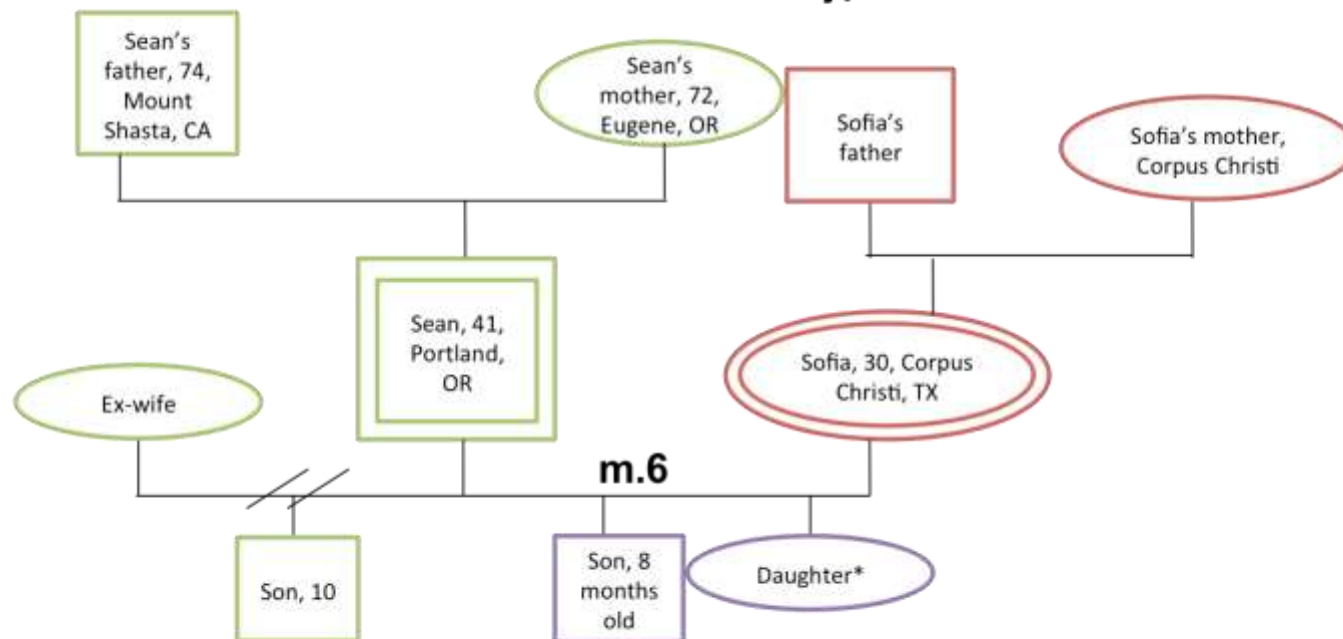 Sean's
father, 74,
Mount
Shasta, CA
Sean's
mother, 72,
Eugene, OR
Sofia's
father
Sofia's mother,
Corpus Christi
Sean, 41,
Portland,
OR
Sofia, 30, Corpus
Christi, TX
Ex-wife
m.6
Son, 10
Son, 8
months
old
Daughter*